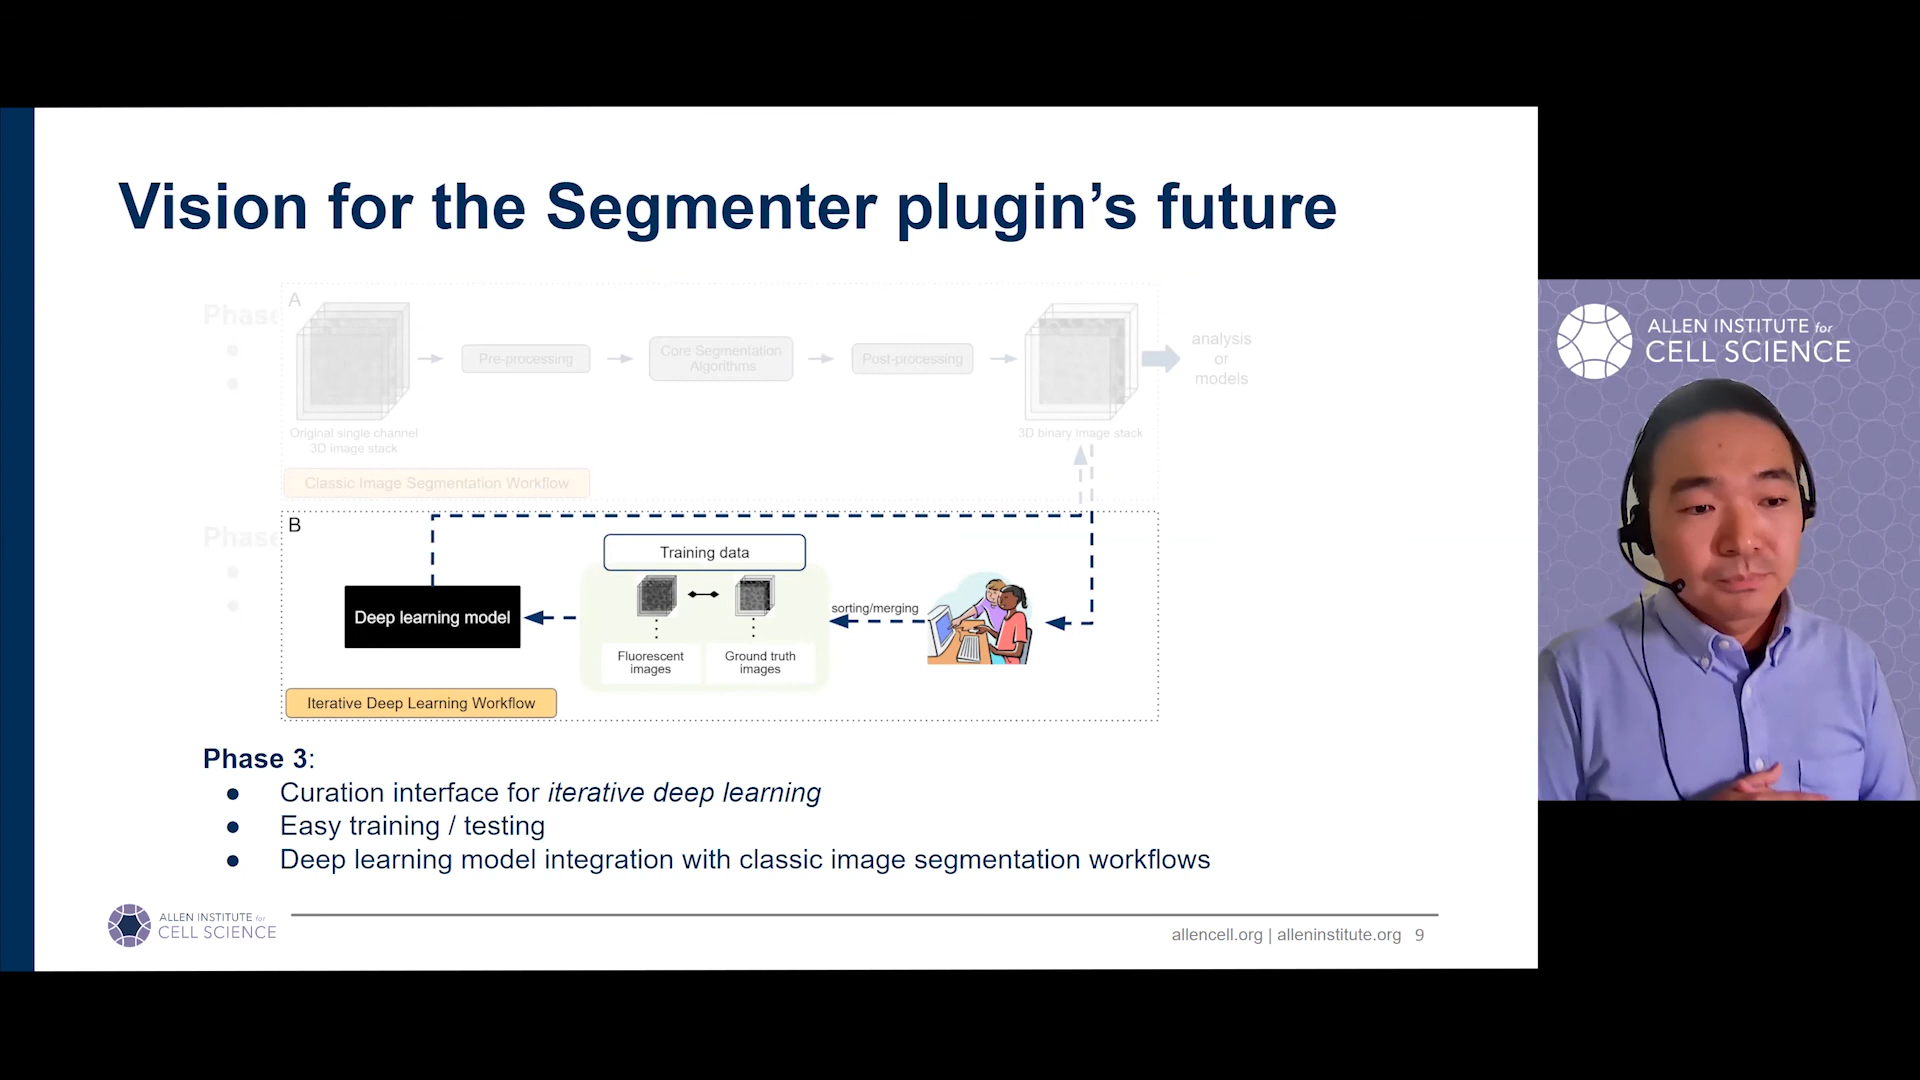 Vision for the Segmenter plugin's future
Phase
A
Pre-processing
Core Segmentation
Algorithms
Post-processing
analysis
or
models
Original single channel
3D image stack
3D binary image stack
Classic Image Segmentation Workflow
Phase
B
Training data
Deep learning model
sorting/merging
Fluorescent
images
Ground truth
images
Iterative Deep Learning Workflow
Phase 3:
● Curation interface for iterative deep learning
● Easy training / testing
● Deep learning model integration with classic image segmentation workflows
ALLEN INSTITUTE for
CELL SCIENCE
allencell.org | alleninstitute.org 9
ALLEN INSTITUTE for
CELL SCIENCE